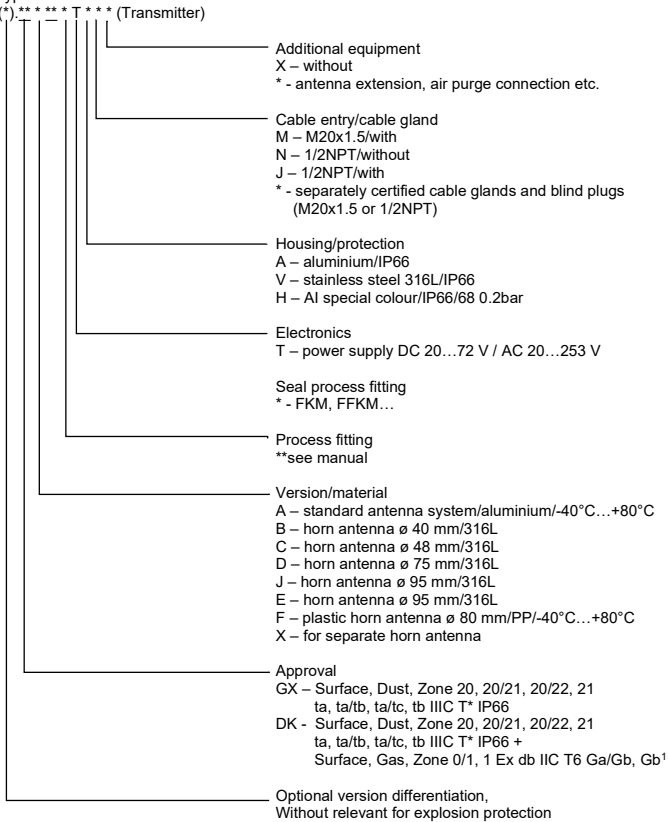 (*).** * ** * T * * * (Transmitter)
Additional equipment
X – without
* - antenna extension, air purge connection etc.
Cable entry/cable gland
M – M20x1.5/with
N – 1/2NPT/without
J – 1/2NPT/with
* - separately certified cable glands and blind plugs
(M20x1.5 or 1/2NPT)
Housing/protection
A – aluminium/IP66
V – stainless steel 316L/IP66
H – Al special colour/IP66/68 0.2bar
Electronics
T – power supply DC 20…72 V / AC 20…253 V
Seal process fitting
* - FKM, FFKM…
Process fitting
**see manual
Version/material
A – standard antenna system/aluminium/-40°C…+80°C
B – horn antenna ø 40 mm/316L
C – horn antenna ø 48 mm/316L
D – horn antenna ø 75 mm/316L
J – horn antenna ø 95 mm/316L
E – horn antenna ø 95 mm/316L
F – plastic horn antenna ø 80 mm/PP/-40°C…+80°C
X – for separate horn antenna
Approval
GX – Surface, Dust, Zone 20, 20/21, 20/22, 21
ta, ta/tb, ta/tc, tb IIIC T* IP66
DK - Surface, Dust, Zone 20, 20/21, 20/22, 21
ta, ta/tb, ta/tc, tb IIIC T* IP66 +
Surface, Gas, Zone 0/1, 1 Ex db IIC T6 Ga/Gb, Gb¹
Optional version differentiation,
Without relevant for explosion protection